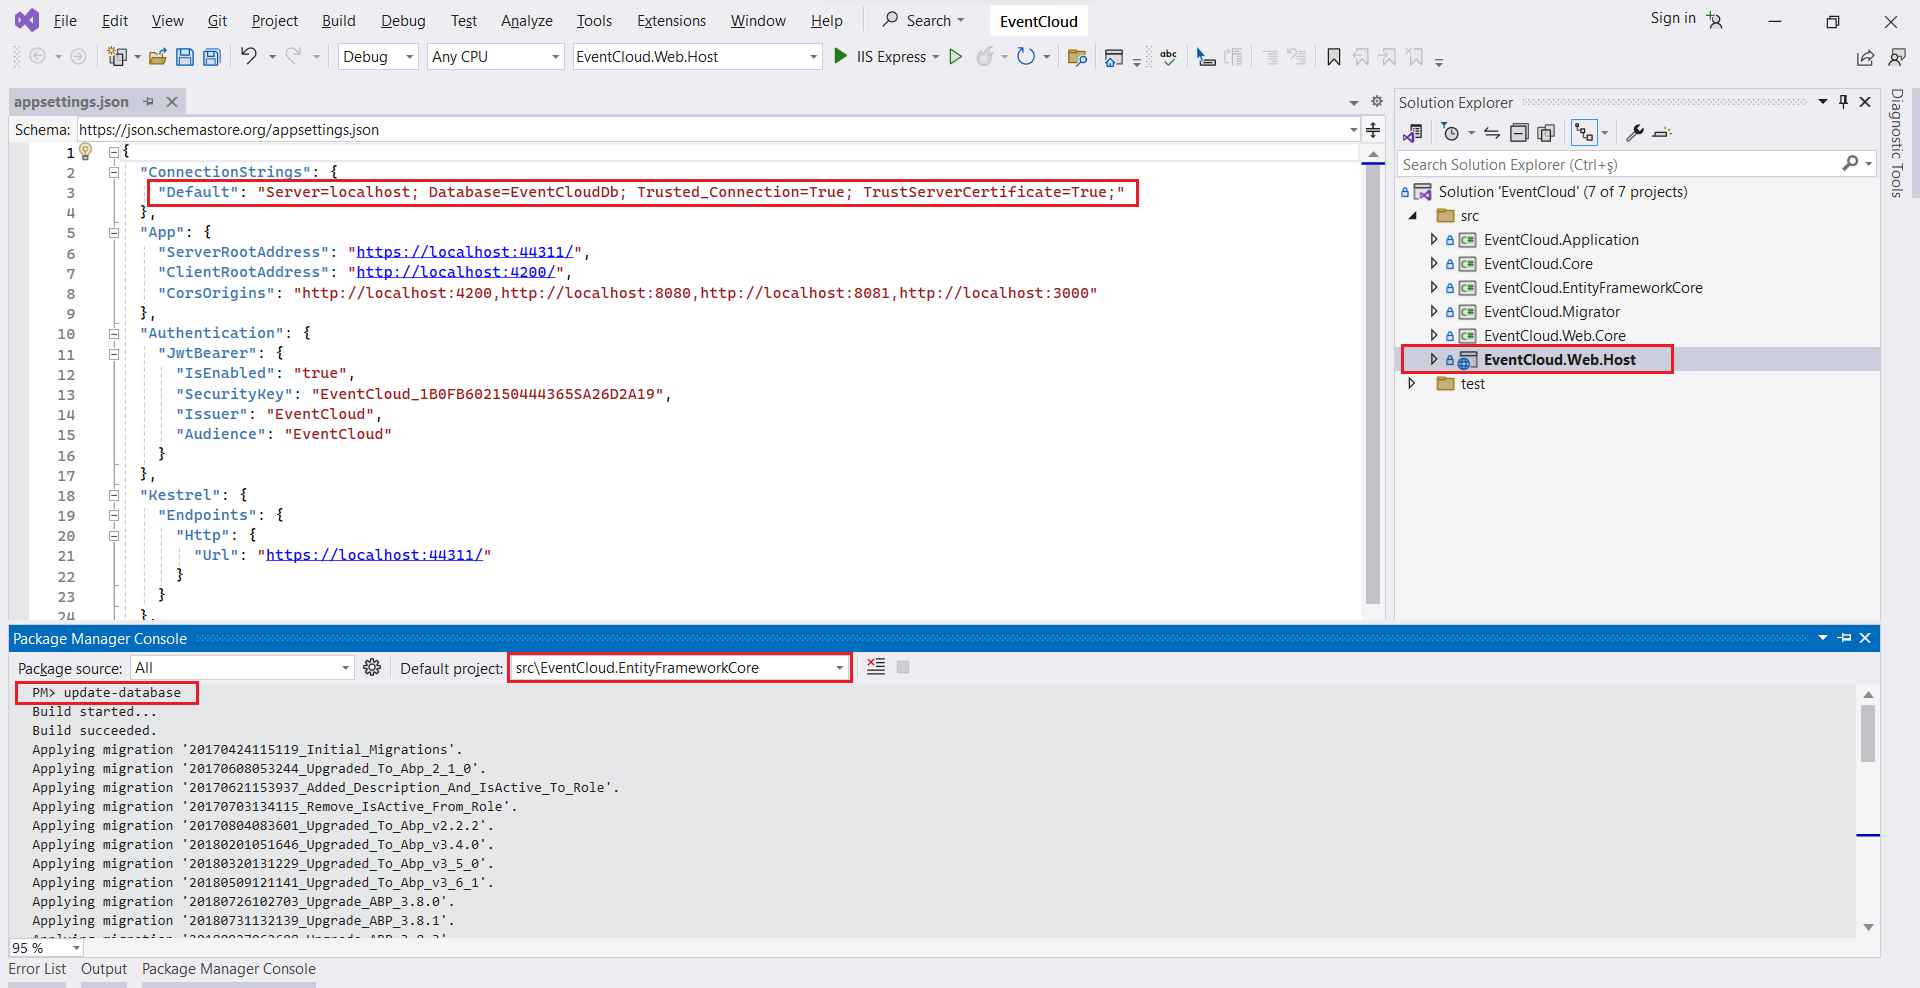 File Edit View Git Project Build Debug Test Analyze Tools Extensions Window Help Search EventCloud Sign in
Debug Any CPU EventCloud.Web.Host IIS Express abc
appsettings.json
Schema: https://json.schemastore.org/appsettings.json
1 {
2 "ConnectionStrings": {
3 "Default": "Server=localhost; Database=EventCloudDb; Trusted_Connection=True; TrustServerCertificate=True;"
4 },
5 "App": {
6 "ServerRootAddress": "https://localhost:44311/",
7 "ClientRootAddress": "http://localhost:4200/",
8 "CorsOrigins": "http://localhost:4200,http://localhost:8080,http://localhost:8081,http://localhost:3000"
9 },
10 "Authentication": {
11 "JwtBearer": {
12 "IsEnabled": "true",
13 "SecurityKey": "EventCloud_1B0FB602150444365SA26D2A19",
14 "Issuer": "EventCloud",
15 "Audience": "EventCloud"
16 }
17 },
18 "Kestrel": {
19 "Endpoints": {
20 "Http": {
21 "Url": "https://localhost:44311/"
22 }
23 }
24 },
Solution Explorer
Search Solution Explorer (Ctrl+ş)
Solution 'EventCloud' (7 of 7 projects)
src
C# EventCloud.Application
C# EventCloud.Core
C# EventCloud.EntityFrameworkCore
C# EventCloud.Migrator
C# EventCloud.Web.Core
EventCloud.Web.Host
test
Diagnostic Tools
Package Manager Console
Package source: All Default project: src\EventCloud.EntityFrameworkCore
PM> update-database
Build started...
Build succeeded.
Applying migration '20170424115119_Initial_Migrations'.
Applying migration '20170608053244_Upgraded_To_Abp_2_1_0'.
Applying migration '20170621153937_Added_Description_And_IsActive_To_Role'.
Applying migration '20170703134115_Remove_IsActive_From_Role'.
Applying migration '20170804083601_Upgraded_To_Abp_v2.2.2'.
Applying migration '20180201051646_Upgraded_To_Abp_v3.4.0'.
Applying migration '20180320131229_Upgraded_To_Abp_v3_5_0'.
Applying migration '20180509121141_Upgraded_To_Abp_v3_6_1'.
Applying migration '20180726102703_Upgrade_ABP_3.8.0'.
Applying migration '20180731132139_Upgrade_ABP_3.8.1'.
Applying migration
95 %
Error List Output Package Manager Console